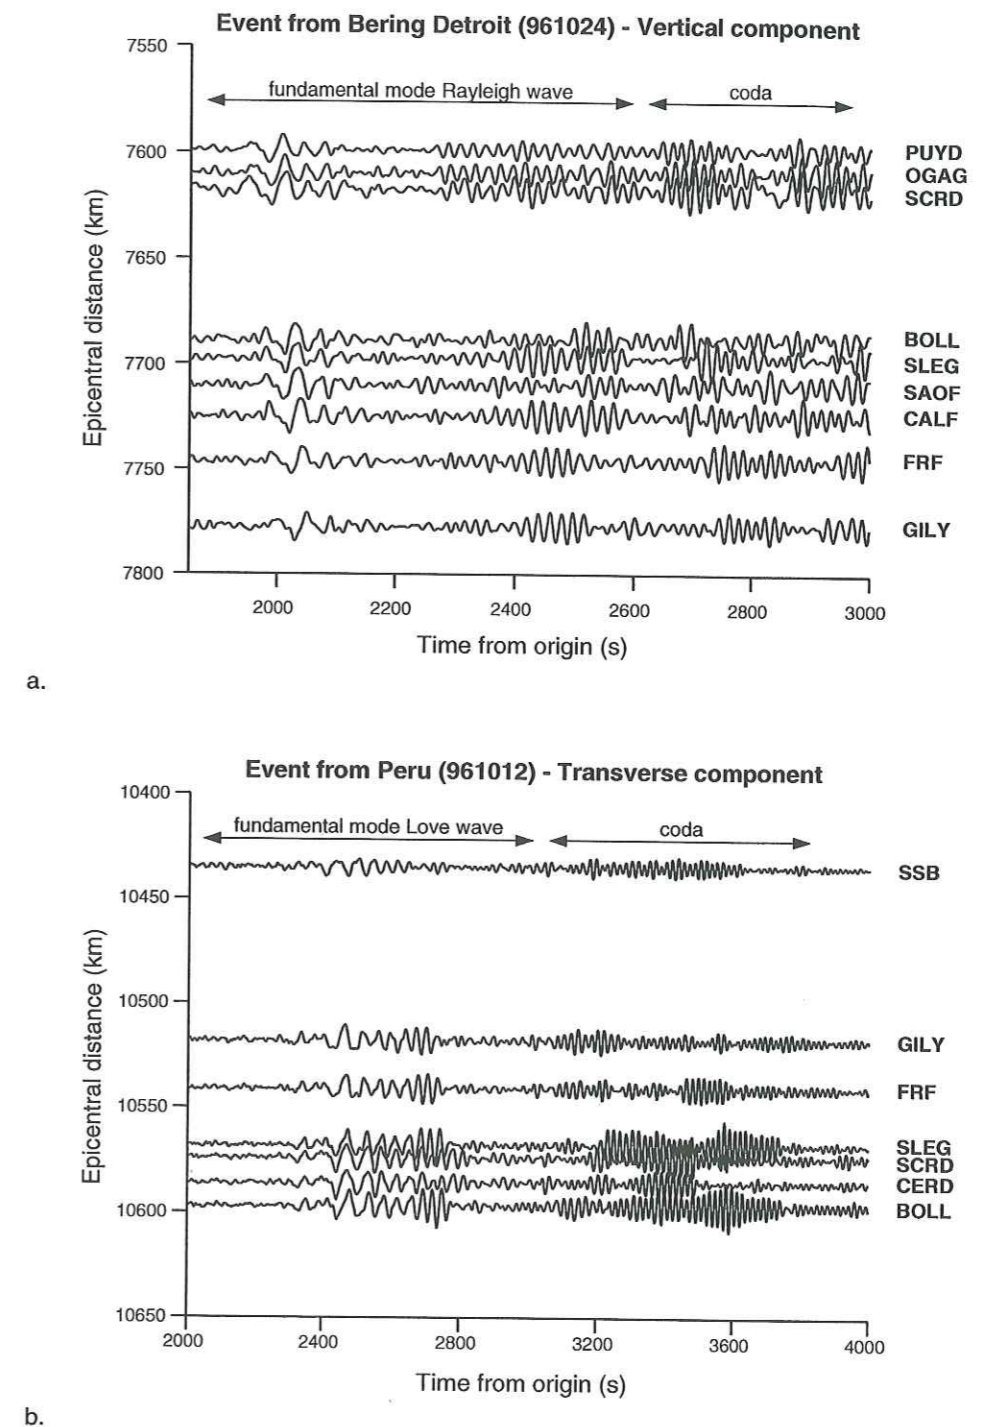 Event from Bering Detroit (961024) - Vertical component
7550
fundamental mode Rayleigh wave
coda
7600
PUYD
OGAG
SCRD
7650
Epicentral distance (km)
BOLL
7700
SLEG
SAOF
CALF
7750
FRF
GILY
7800
2000 2200 2400 2600 2800 3000
Time from origin (s)
a.
Event from Peru (961012) - Transverse component
10400
fundamental mode Love wave
coda
SSB
10450
Epicentral distance (km)
10500
GILY
FRF
10550
SLEG
SCRD
CERD
10600
BOLL
10650
2000 2400 2800 3200 3600 4000
Time from origin (s)
b.